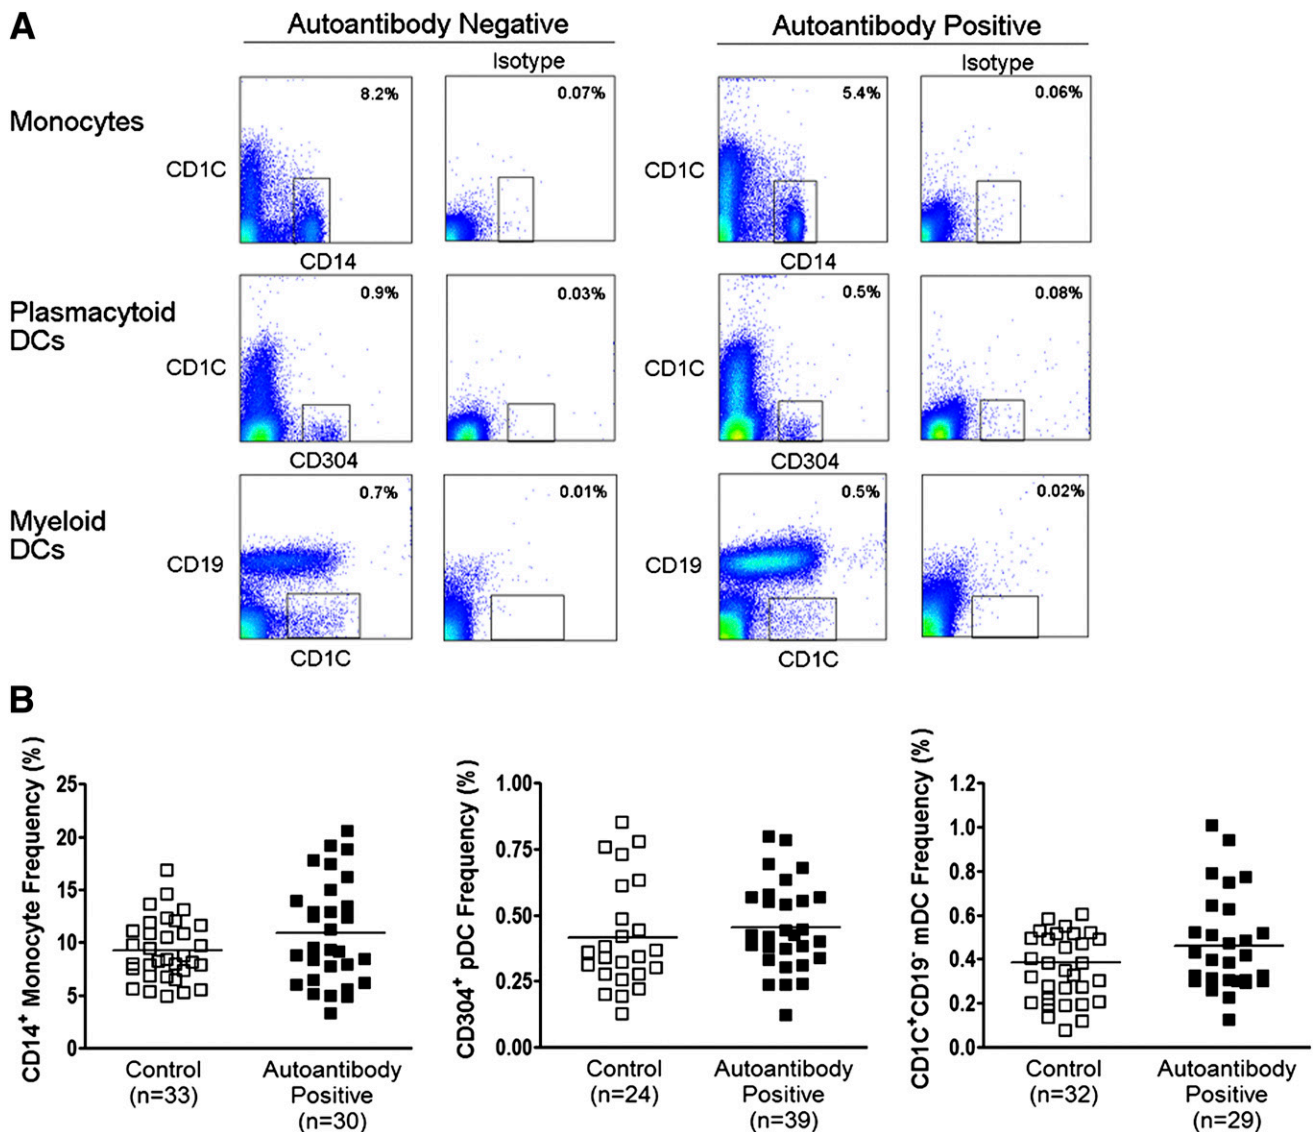 A
Autoantibody Negative
Autoantibody Positive
Isotype
Isotype
Monocytes
CD1C
8.2%
0.07%
CD1C
5.4%
0.06%
CD14
CD14
Plasmacytoid
DCs
CD1C
0.9%
0.03%
CD1C
0.5%
0.08%
CD304
CD304
Myeloid
DCs
CD19
0.7%
0.01%
CD19
0.5%
0.02%
CD1C
CD1C
B
CD14⁺ Monocyte Frequency (%)
25
20
15
10
5
0
Control
(n=33)
Autoantibody
Positive
(n=30)
CD304⁺ pDC Frequency (%)
1.00
0.75
0.50
0.25
0.00
Control
(n=24)
Autoantibody
Positive
(n=39)
CD1C⁺CD19⁻ mDC Frequency (%)
1.2
1.0
0.8
0.6
0.4
0.2
0.0
Control
(n=32)
Autoantibody
Positive
(n=29)